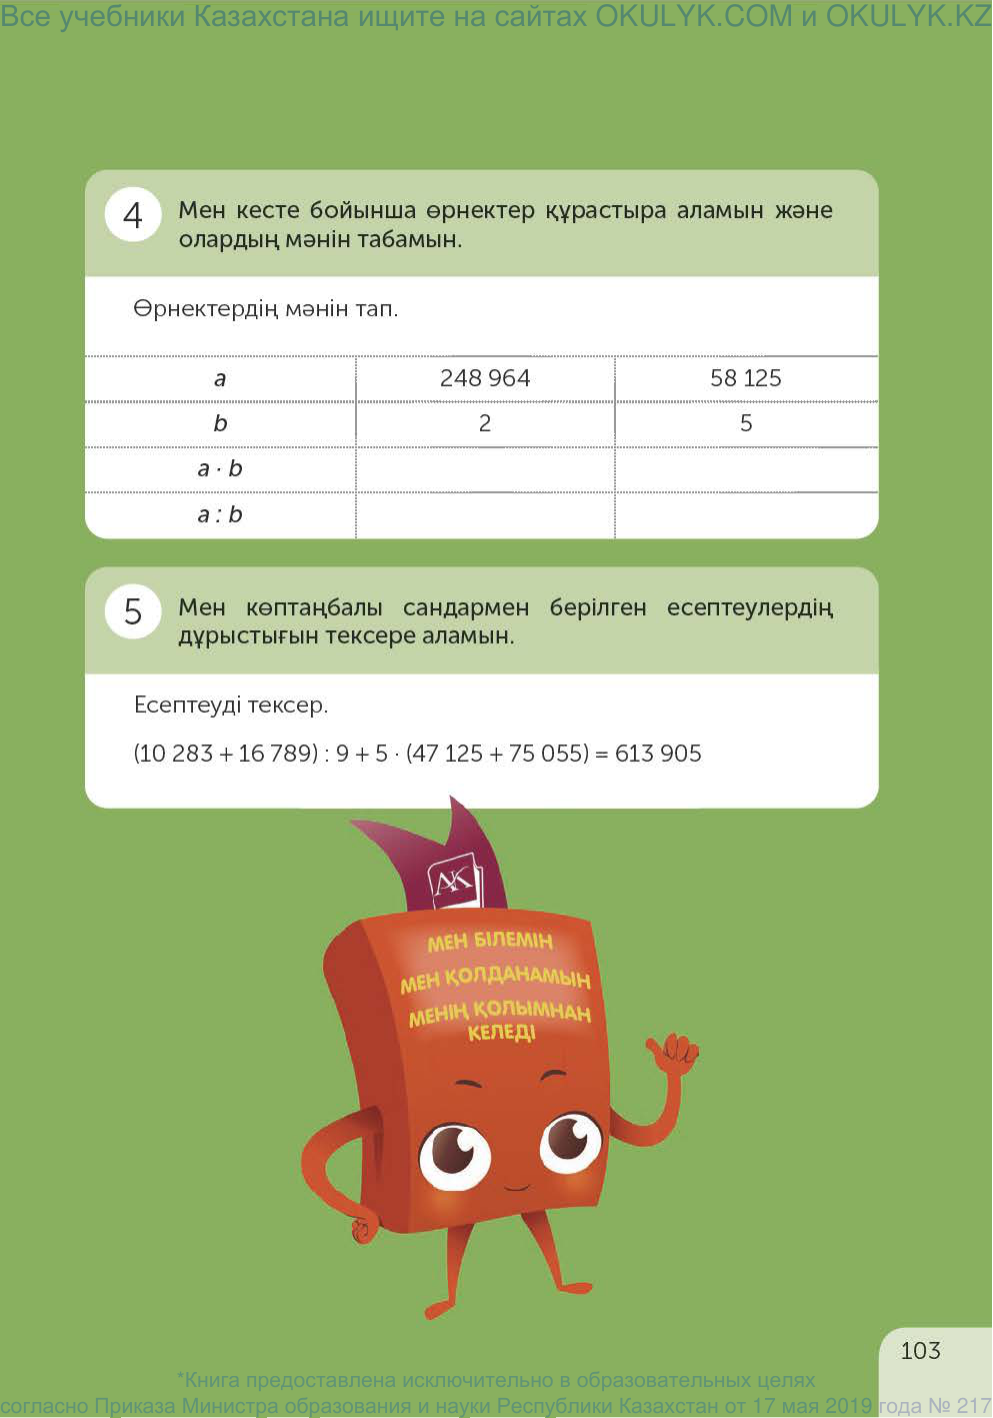 Все учебники Казахстана ищите на сайтах OKULYK.COM и OKULYK.KZ
4
Мен кесте бойынша өрнектер құрастыра аламын және
олардың мәнін табамын.
Өрнектердің мәнін тап.
a 248 964 58 125
b 2 5
a · b
a : b
5
Мен көптаңбалы сандармен берілген есептеулердің
дұрыстығын тексере аламын.
Есептеуді тексер.
(10 283 + 16 789) : 9 + 5 · (47 125 + 75 055) = 613 905
АК
МЕН БІЛЕМІН
МЕН ҚОЛДАНАМЫН
МЕНІҢ ҚОЛЫМНАН
КЕЛЕДІ
103
*Книга предоставлена исключительно в образовательных целях
согласно Приказа Министра образования и науки Республики Казахстан от 17 мая 2019 года № 217